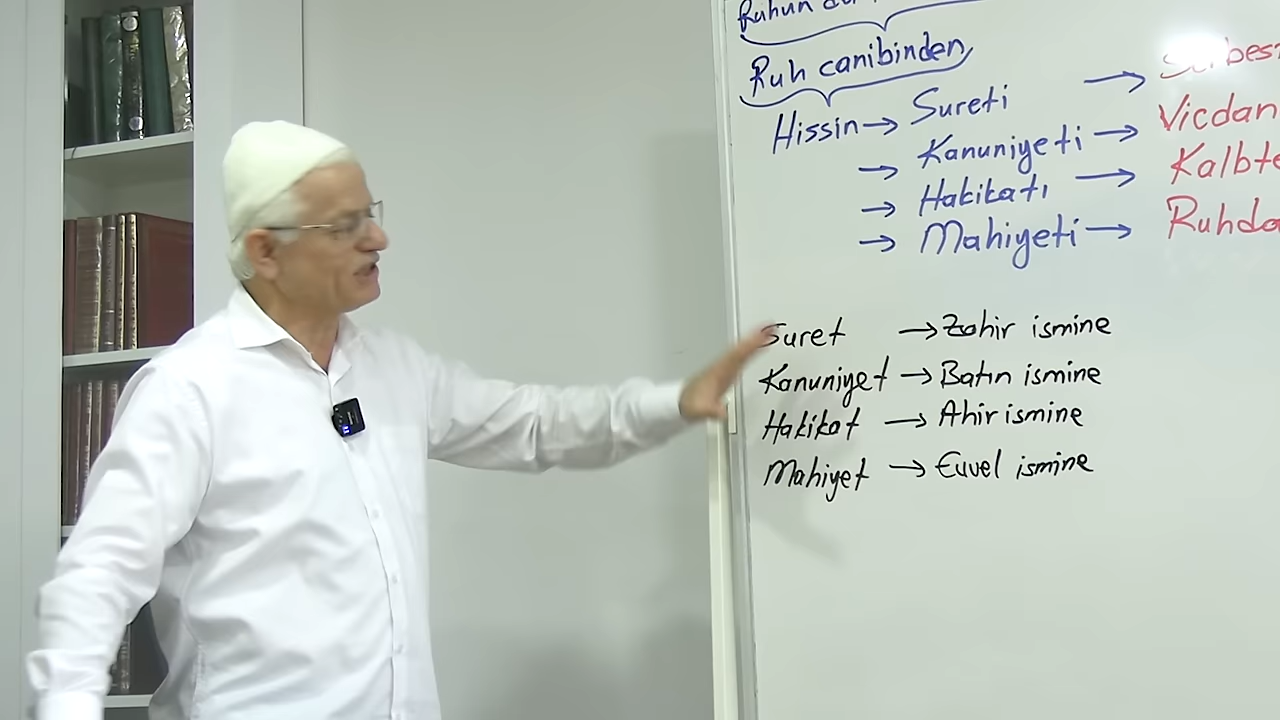 Ruhun
Ruh canibinden
Hissin → Sureti →
→ Kanuniyeti → Vicdan
→ Hakikatı → Kalbte
→ Mahiyeti → Ruhda
Suret → Zahir ismine
Kanuniyet → Batın ismine
Hakikat → Ahir ismine
Mahiyet → Evvel ismine